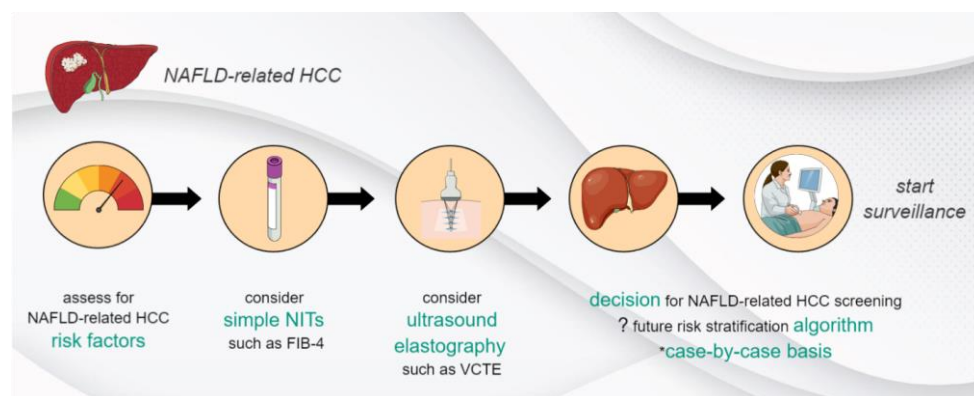 NAFLD-related HCC
start
surveillance
assess for
NAFLD-related HCC
risk factors
consider
simple NITs
such as FIB-4
consider
ultrasound
elastography
such as VCTE
decision for NAFLD-related HCC screening
? future risk stratification algorithm
*case-by-case basis